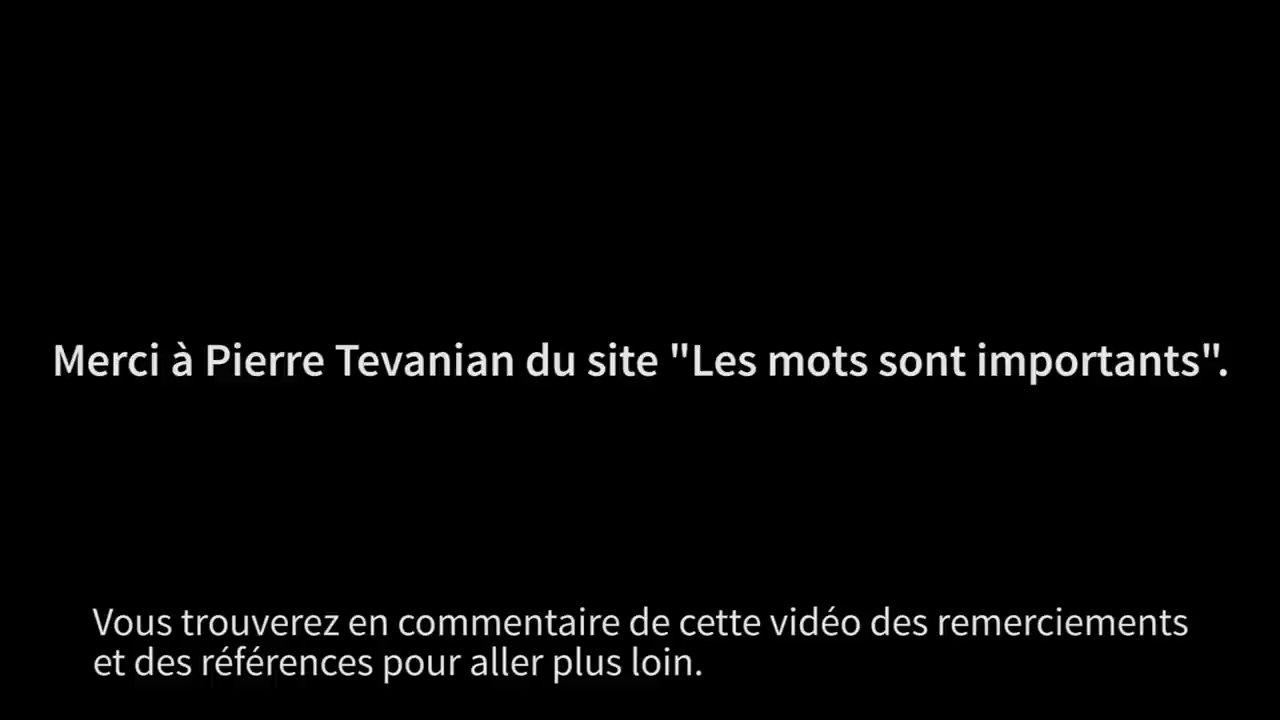 Merci à Pierre Tevanian du site "Les mots sont importants".
Vous trouverez en commentaire de cette vidéo des remerciements
et des références pour aller plus loin.